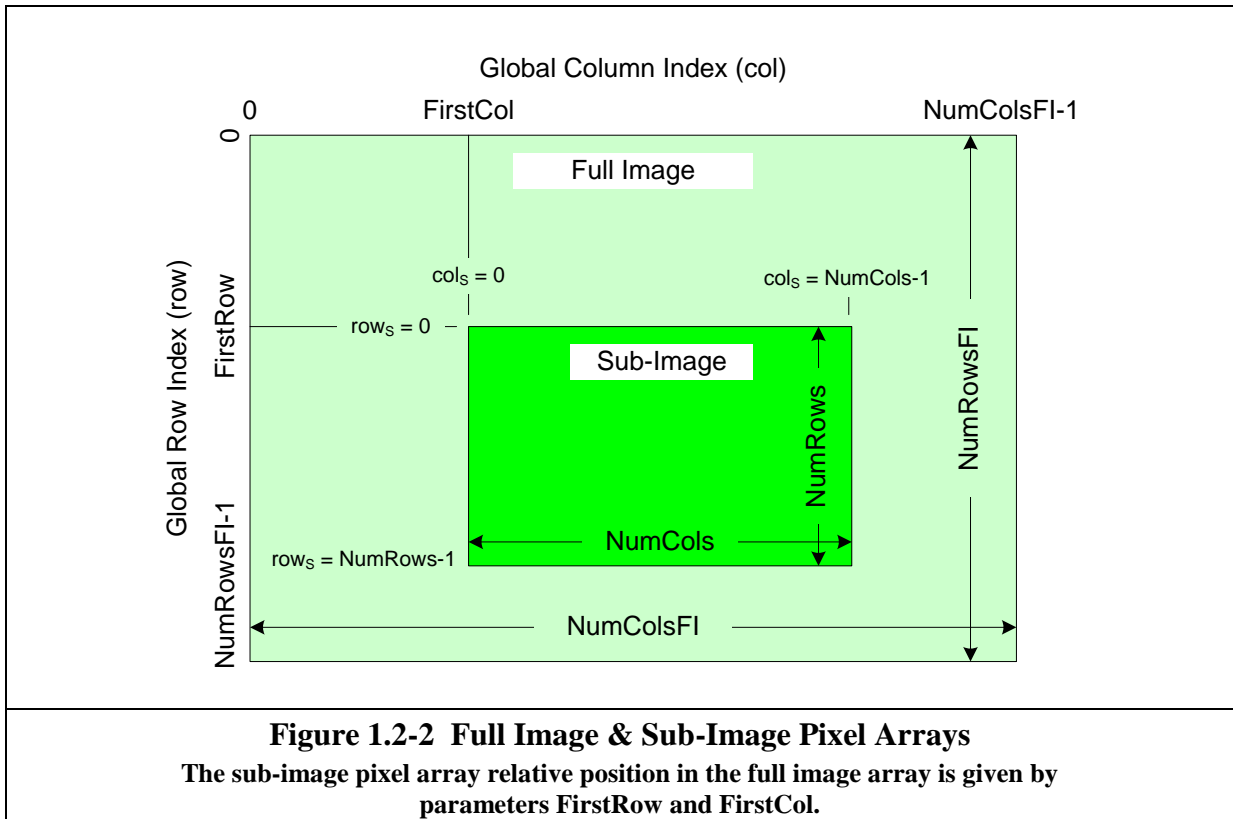 Global Column Index (col)
0
FirstCol
NumColsFI-1
0
Full Image
colS = 0
colS = NumCols-1
FirstRow
rowS = 0
Sub-Image
Global Row Index (row)
NumRows
NumRowsFI
NumCols
rowS = NumRows-1
NumRowsFI-1
NumColsFI
Figure 1.2-2 Full Image & Sub-Image Pixel Arrays
The sub-image pixel array relative position in the full image array is given by
parameters FirstRow and FirstCol.